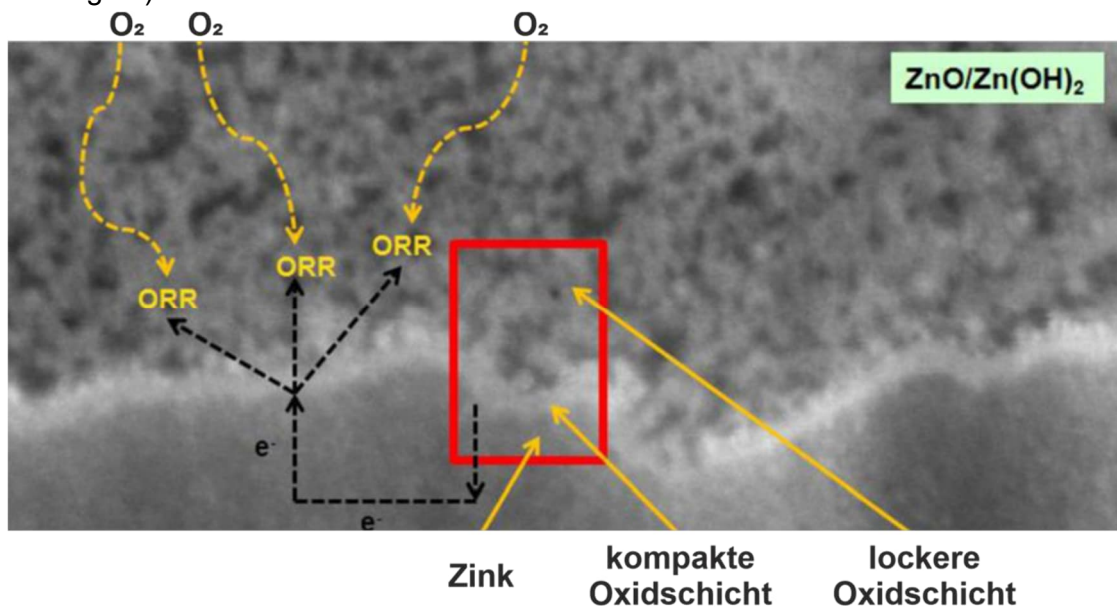 O₂ O₂ O₂
ZnO/Zn(OH)₂
ORR
ORR
ORR
e⁻
e⁻
Zink
kompakte
Oxidschicht
lockere
Oxidschicht